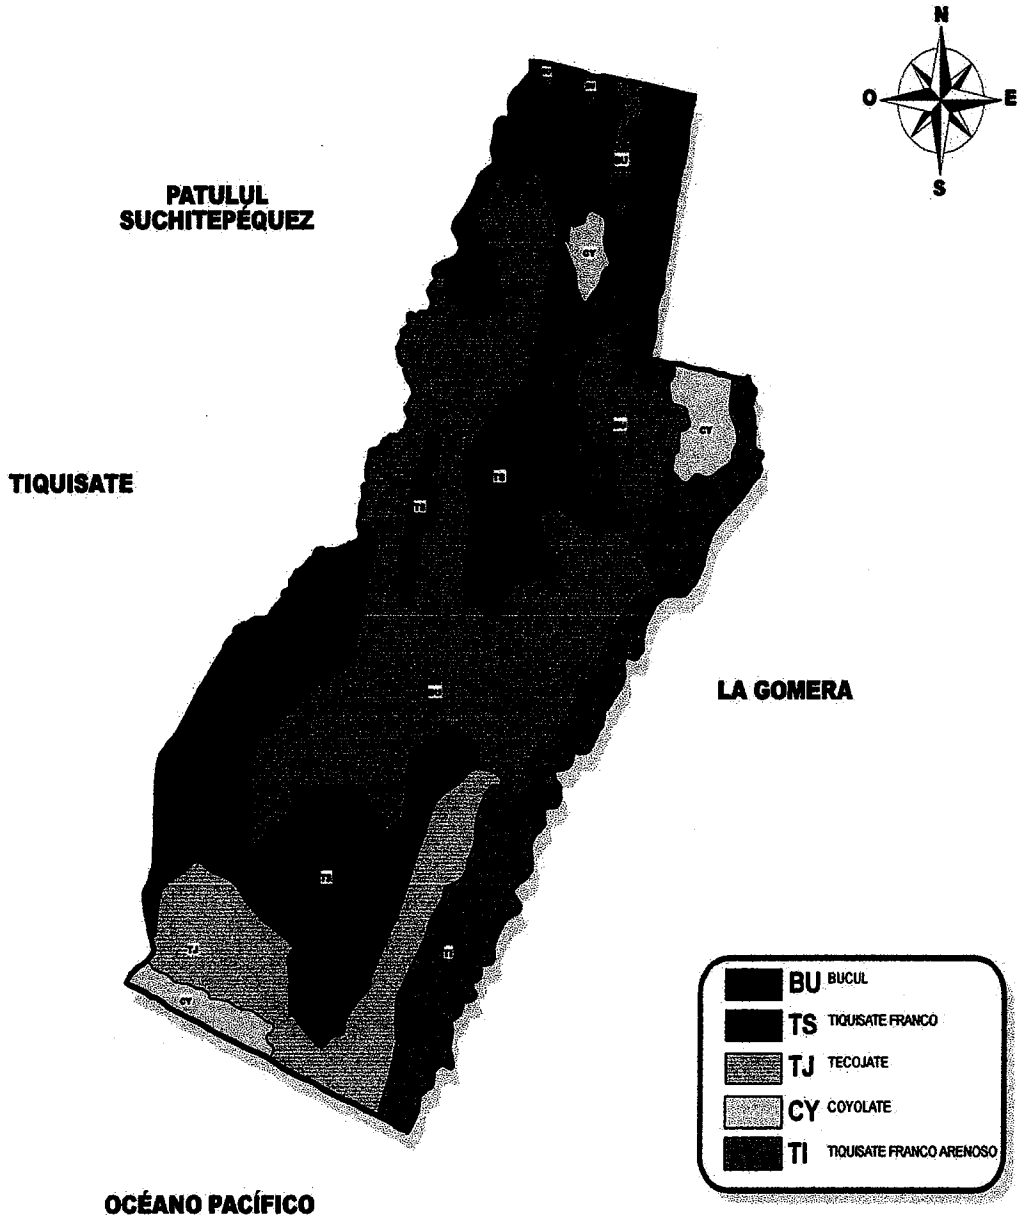 N
O
E
S
PATULUL
SUCHITEPÉQUEZ
CY
CY
TIQUISATE
LA GOMERA
TJ
CY
BU BUCUL
TS TIQUISATE FRANCO
TJ TECOJATE
CY COYOLATE
TI TIQUISATE FRANCO ARENOSO
OCÉANO PACÍFICO